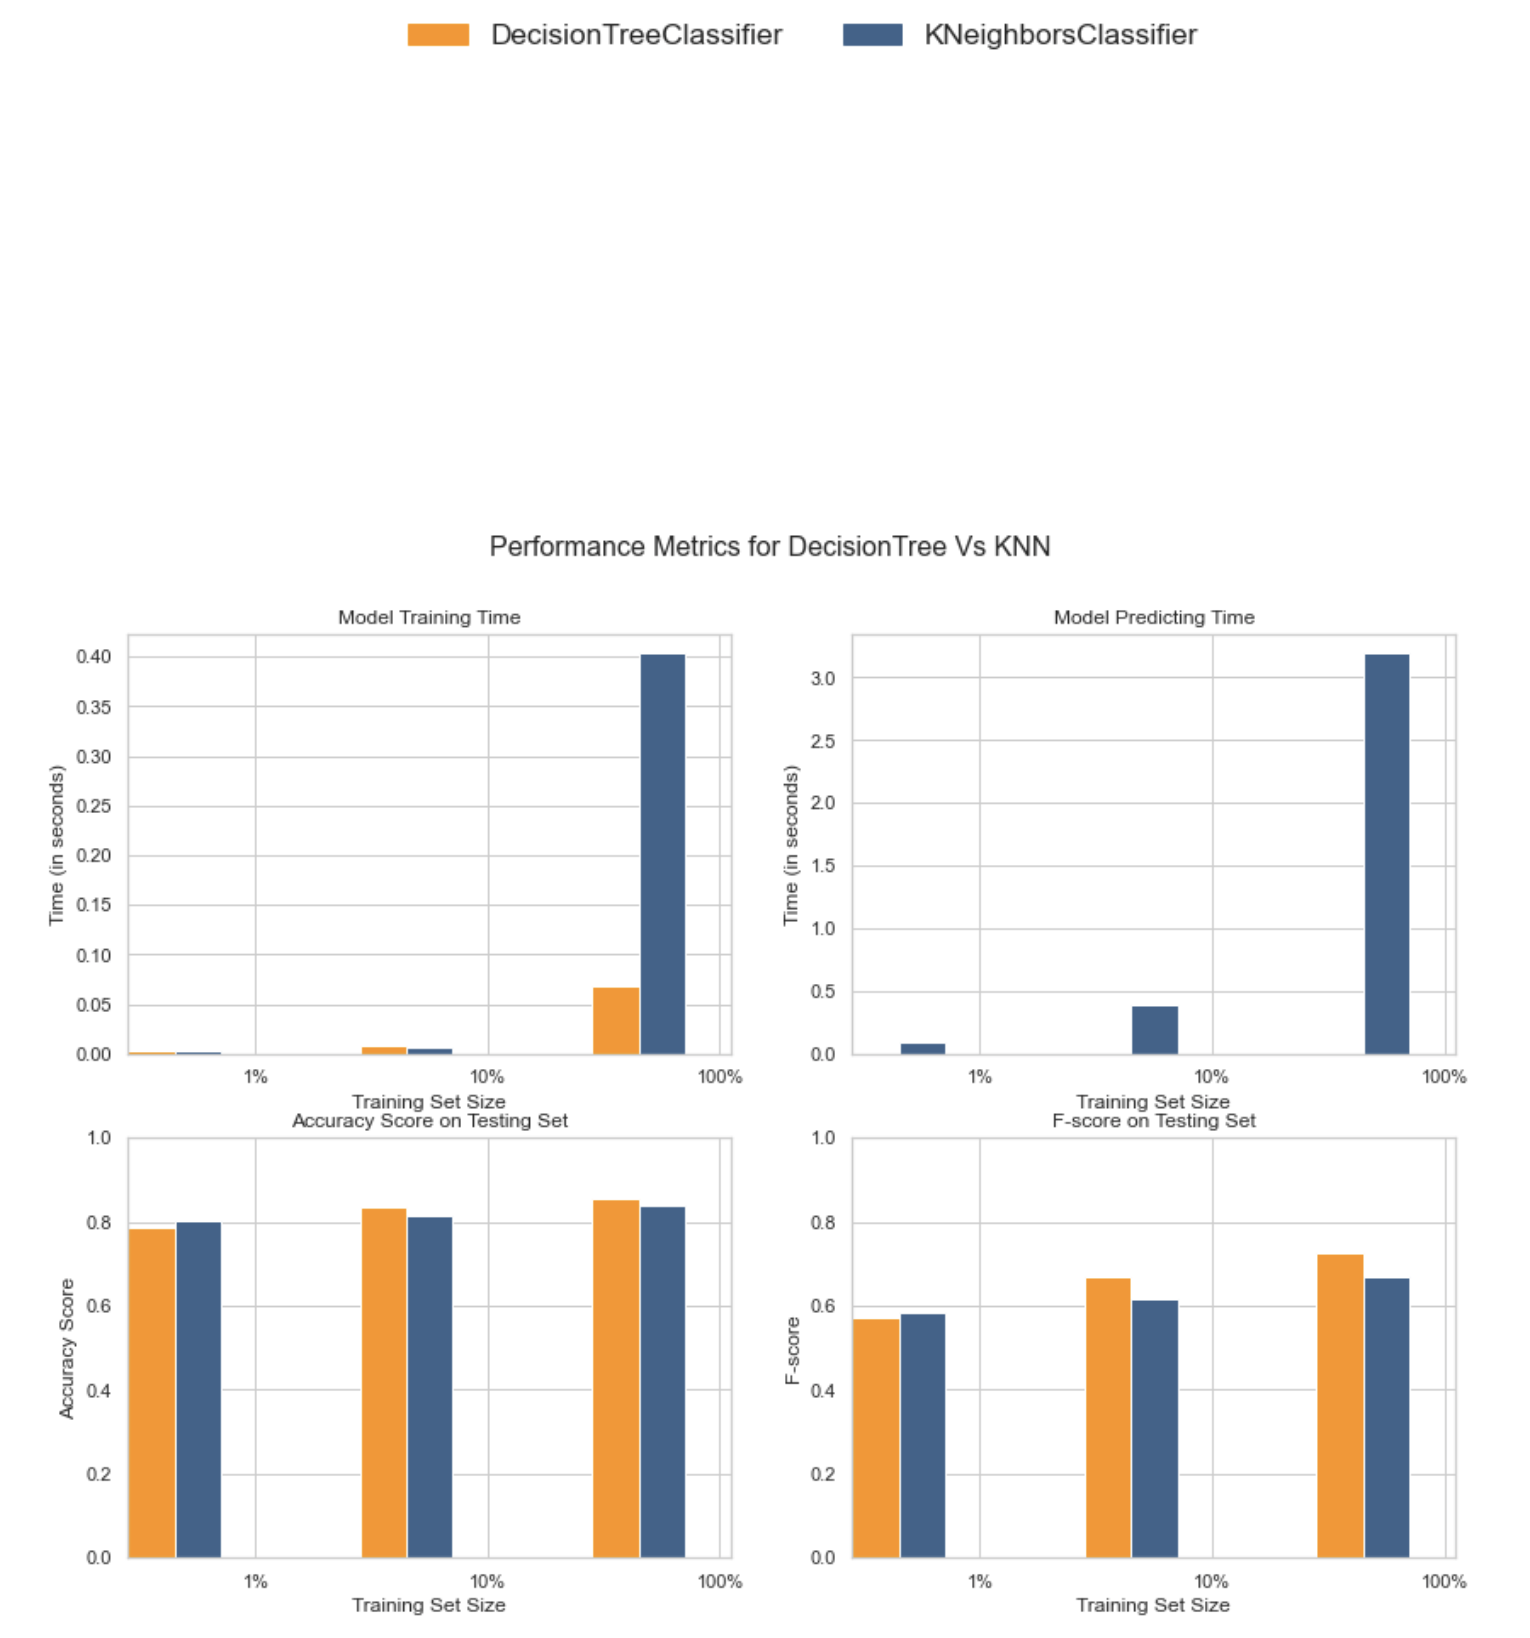 DecisionTreeClassifier KNeighborsClassifier
Performance Metrics for DecisionTree Vs KNN
Model Training Time
0.40
0.35
0.30
0.25
0.20
0.15
0.10
0.05
0.00
Time (in seconds)
1% 10% 100%
Training Set Size
Model Predicting Time
3.0
2.5
2.0
1.5
1.0
0.5
0.0
Time (in seconds)
1% 10% 100%
Training Set Size
Accuracy Score on Testing Set
1.0
0.8
0.6
0.4
0.2
0.0
Accuracy Score
1% 10% 100%
Training Set Size
F-score on Testing Set
1.0
0.8
0.6
0.4
0.2
0.0
F-score
1% 10% 100%
Training Set Size